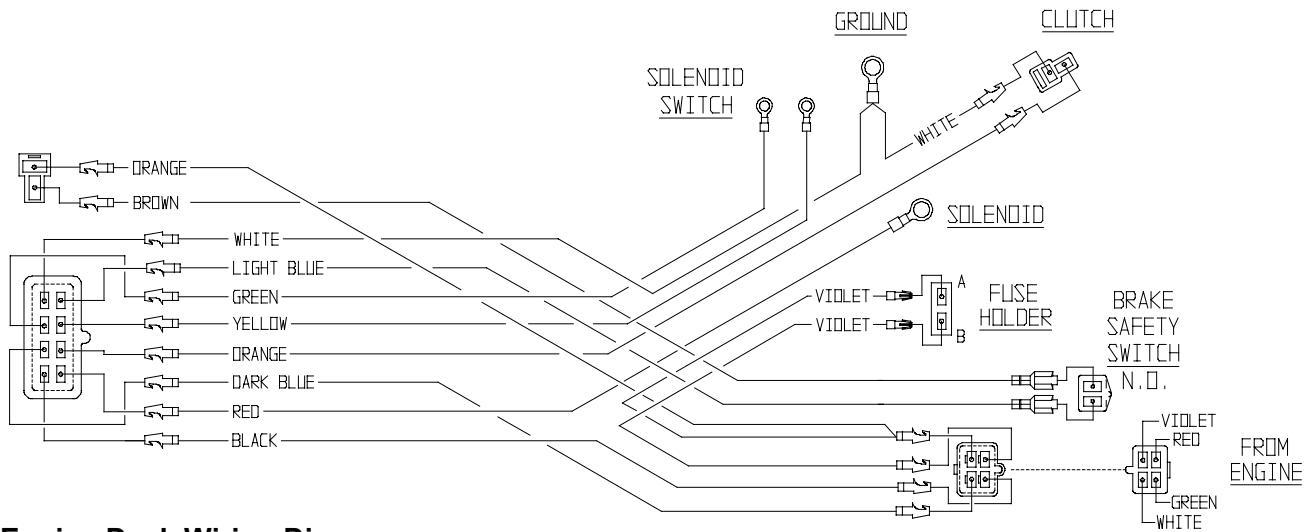 GROUND
CLUTCH
SOLENOID
SWITCH
WHITE
ORANGE
BROWN
SOLENOID
WHITE
LIGHT BLUE
GREEN
YELLOW
ORANGE
DARK BLUE
RED
BLACK
VIOLET
VIOLET
A
B
FUSE
HOLDER
BRAKE
SAFETY
SWITCH
N.O.
VIOLET
RED
GREEN
WHITE
FROM
ENGINE